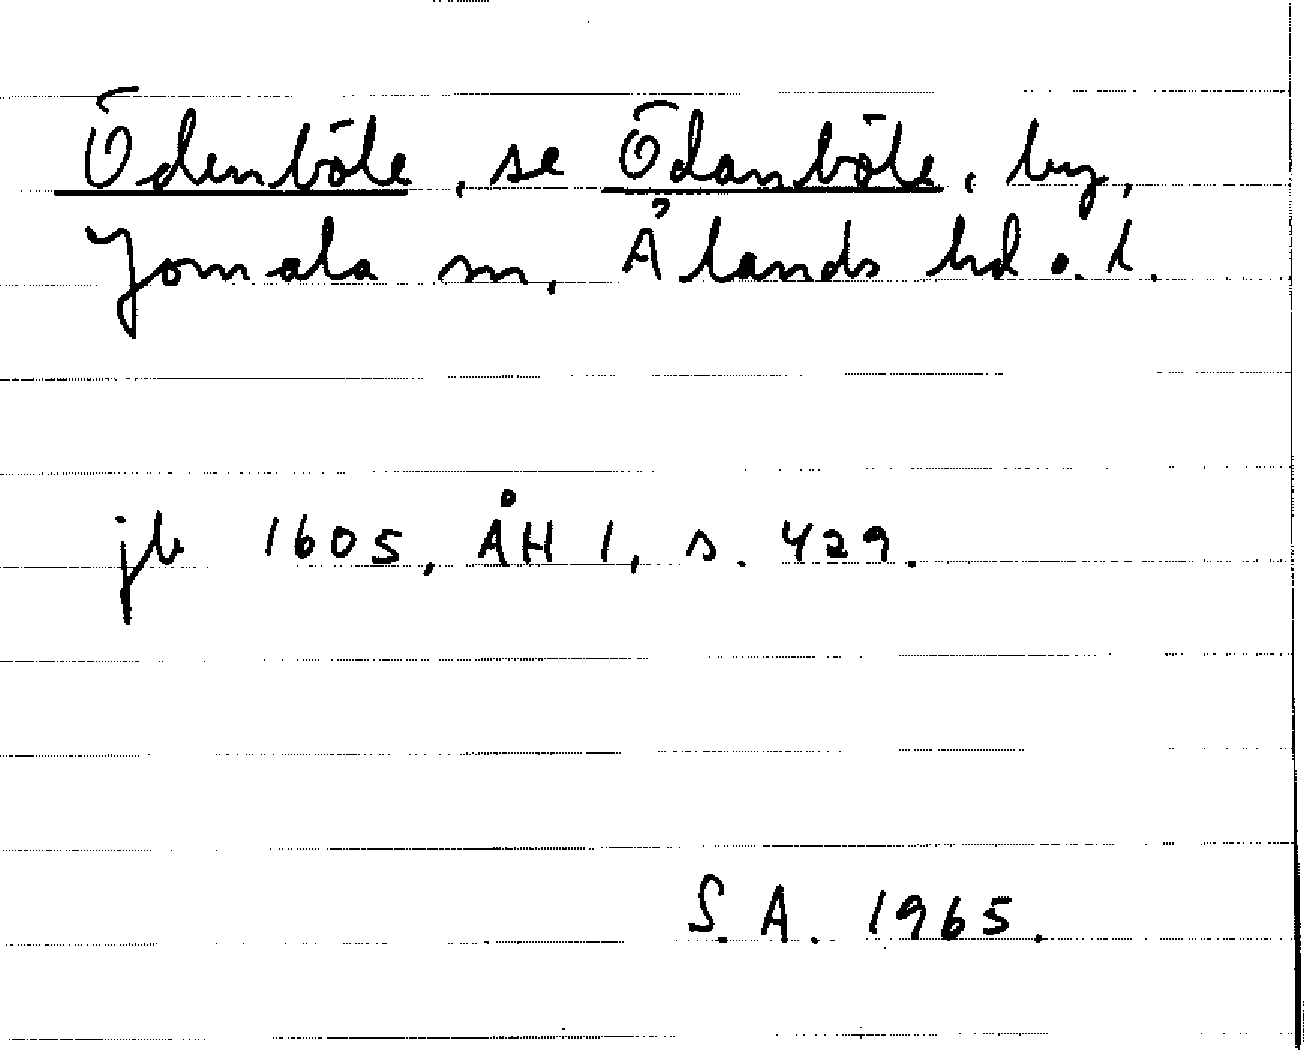 Ödenböle, se Ödanböle, by,
Jomala sn, Ålands hd o. l.
jb 1605, ÅH 1, s. 429.
S. A. 1965.